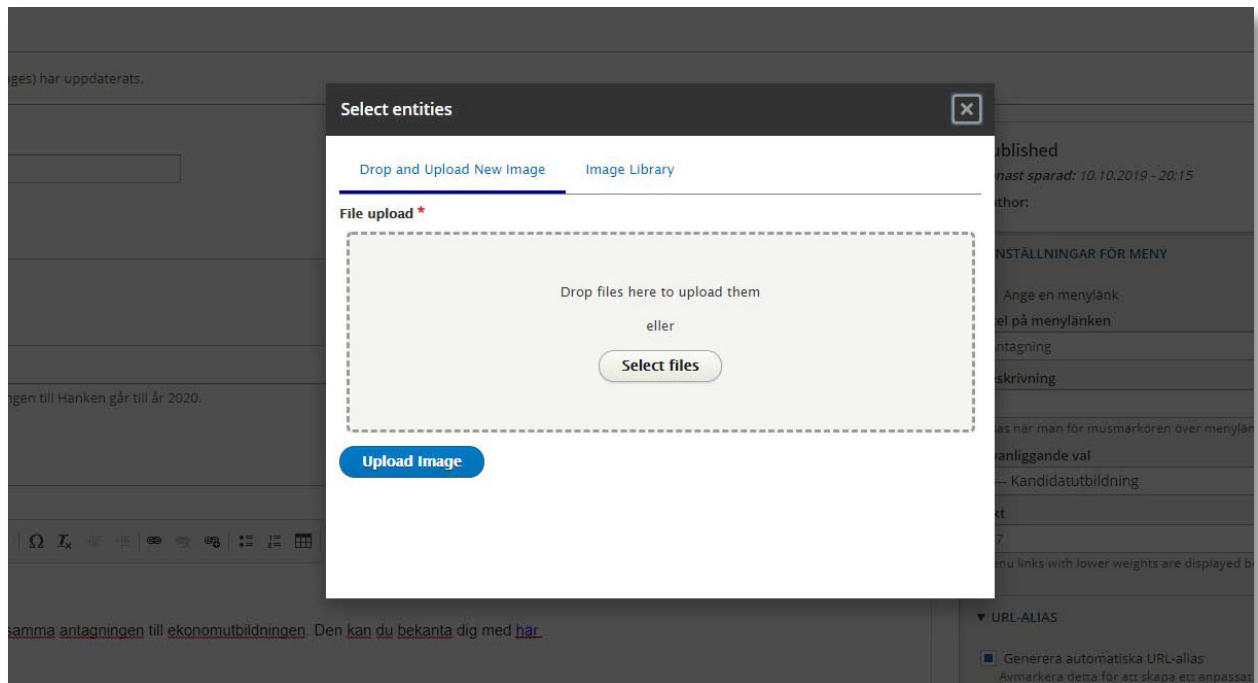 ges) har uppdaterats.
Select entities
Drop and Upload New Image
Image Library
File upload *
Drop files here to upload them
eller
Select files
Upload Image
ublished
nast sparad: 10.10.2019 - 20:15
thor:
NSTÄLLNINGAR FÖR MENY
Ange en menylänk
el på menylänken
ntagning
skrivning
ngen till Hanken går till år 2020.
as när man för musmarkören över menylän
anliggande val
-- Kandidatutbildning
kt
7
enu links with lower weights are displayed b
samma antagningen till ekonomutbildningen. Den kan du bekanta dig med här
URL-ALIAS
Generera automatiska URL-alias
Avmarkera detta för att skapa ett anpassat